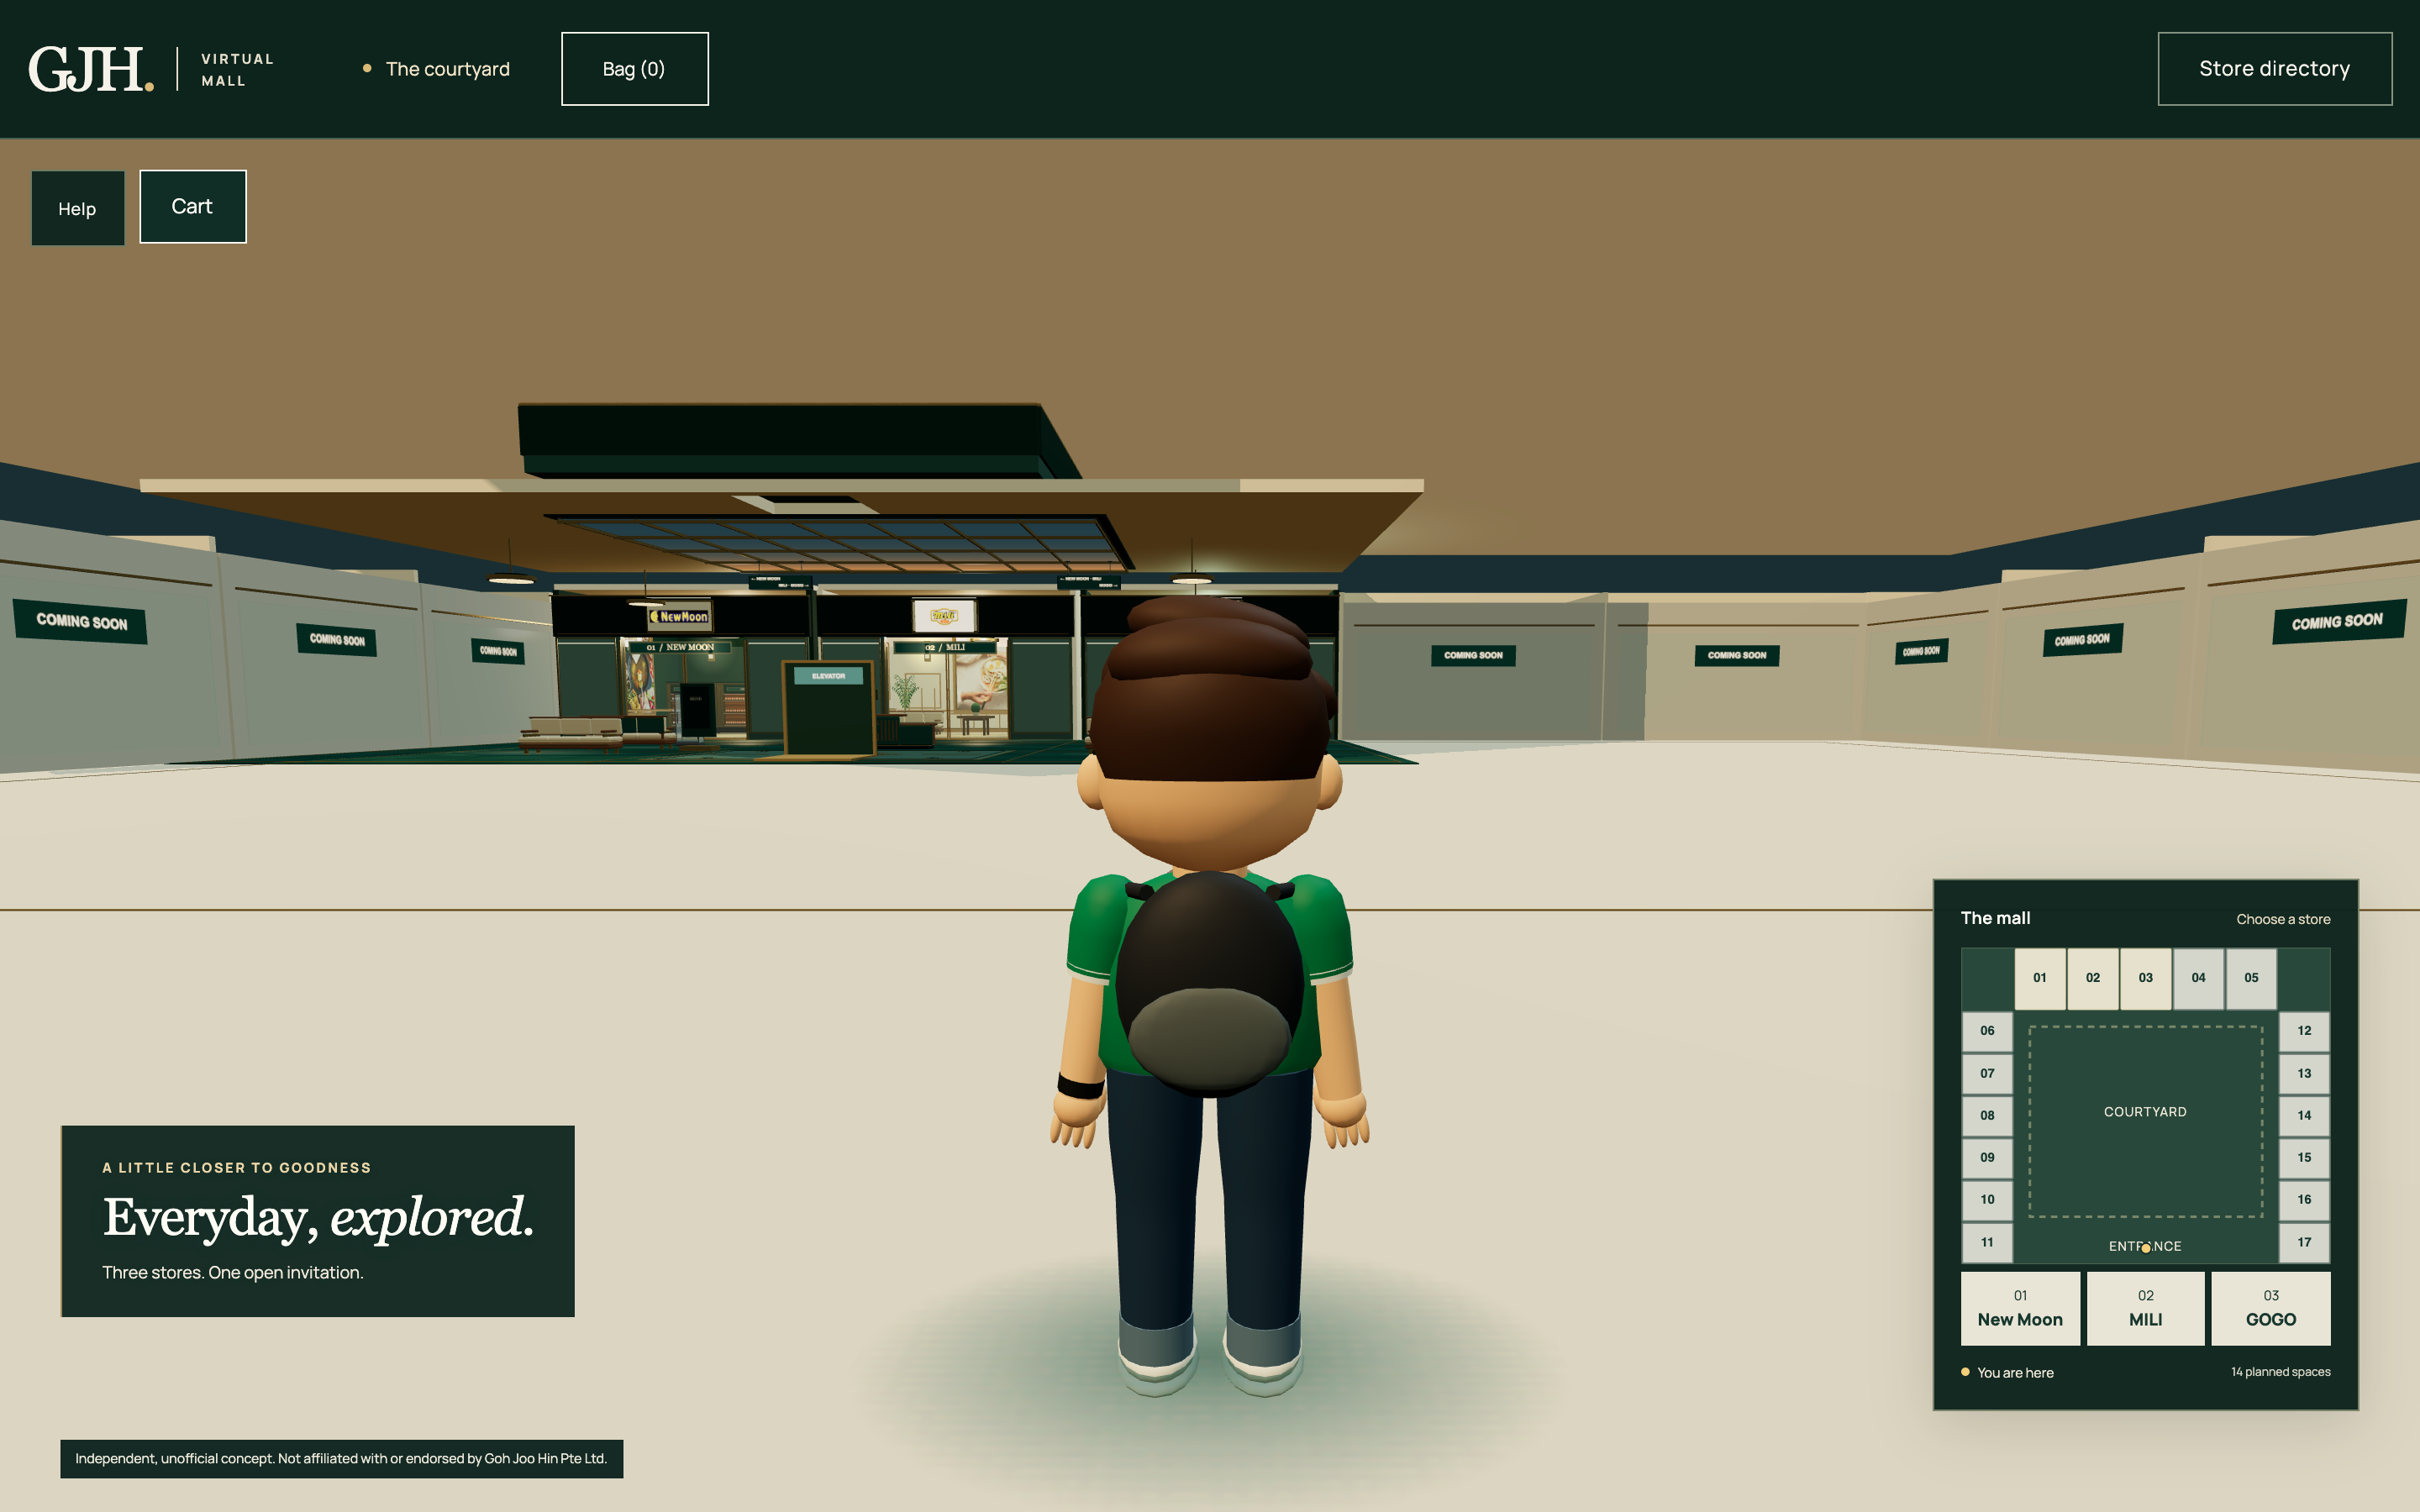 GJH.
VIRTUAL
MALL
The courtyard
Bag (0)
Store directory
Help
Cart
NewMoon
01 / NEW MOON
02 / MILI
ELEVATOR
COMING SOON
COMING SOON
COMING SOON
COMING SOON
COMING SOON
COMING SOON
COMING SOON
COMING SOON
The mall
Choose a store
01
02
03
04
05
06
12
07
13
COURTYARD
08
14
09
15
10
16
11
ENTRANCE
17
01
New Moon
02
MILI
03
GOGO
You are here
14 planned spaces
A LITTLE CLOSER TO GOODNESS
Everyday, explored.
Three stores. One open invitation.
Independent, unofficial concept. Not affiliated with or endorsed by Goh Joo Hin Pte Ltd.